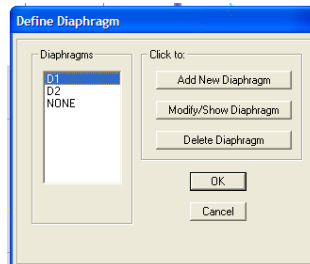 Define Diaphragm
Diaphragms
D1
D2
NONE
Click to:
Add New Diaphragm
Modify/Show Diaphragm
Delete Diaphragm
OK
Cancel